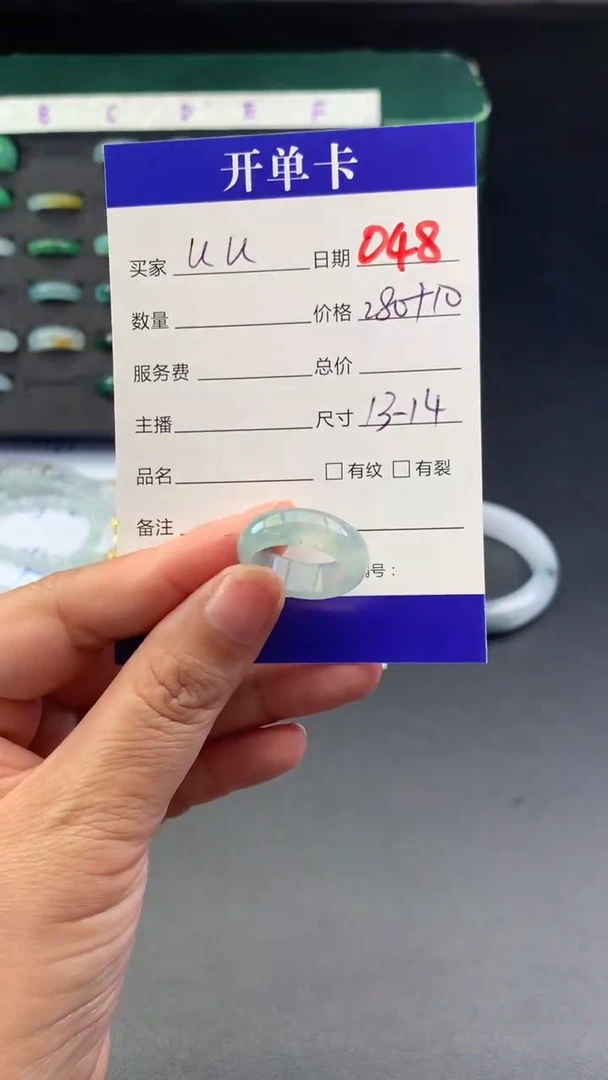 B C D E F
开单卡
买家 uu 日期 048
数量 价格 280+10
服务费 总价
主播 尺寸 13-14
品名 □有纹 □有裂
备注
号：